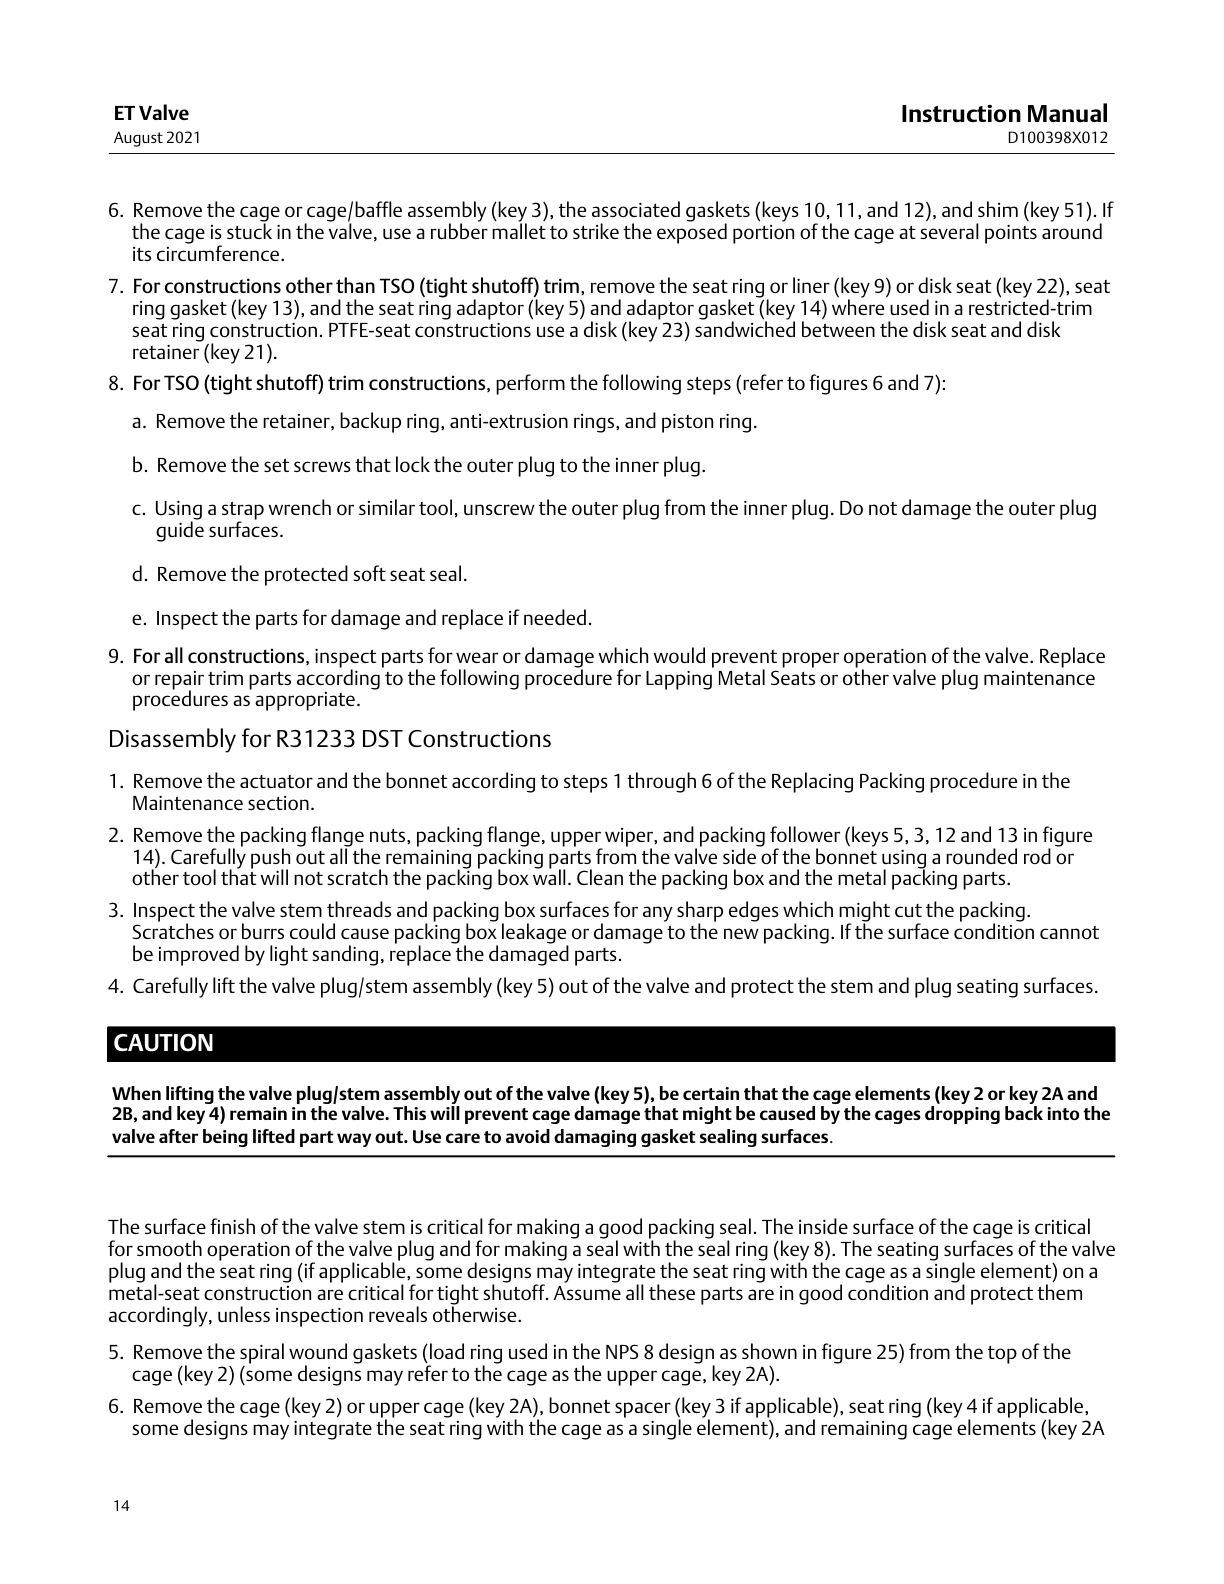 ET Valve
August 2021
Instruction Manual
D100398X012
6. Remove the cage or cage/baffle assembly (key 3), the associated gaskets (keys 10, 11, and 12), and shim (key 51). If
the cage is stuck in the valve, use a rubber mallet to strike the exposed portion of the cage at several points around
its circumference.
7. For constructions other than TSO (tight shutoff) trim, remove the seat ring or liner (key 9) or disk seat (key 22), seat
ring gasket (key 13), and the seat ring adaptor (key 5) and adaptor gasket (key 14) where used in a restricted-trim
seat ring construction. PTFE-seat constructions use a disk (key 23) sandwiched between the disk seat and disk
retainer (key 21).
8. For TSO (tight shutoff) trim constructions, perform the following steps (refer to figures 6 and 7):
a. Remove the retainer, backup ring, anti-extrusion rings, and piston ring.
b. Remove the set screws that lock the outer plug to the inner plug.
c. Using a strap wrench or similar tool, unscrew the outer plug from the inner plug. Do not damage the outer plug
guide surfaces.
d. Remove the protected soft seat seal.
e. Inspect the parts for damage and replace if needed.
9. For all constructions, inspect parts for wear or damage which would prevent proper operation of the valve. Replace
or repair trim parts according to the following procedure for Lapping Metal Seats or other valve plug maintenance
procedures as appropriate.
Disassembly for R31233 DST Constructions
1. Remove the actuator and the bonnet according to steps 1 through 6 of the Replacing Packing procedure in the
Maintenance section.
2. Remove the packing flange nuts, packing flange, upper wiper, and packing follower (keys 5, 3, 12 and 13 in figure
14). Carefully push out all the remaining packing parts from the valve side of the bonnet using a rounded rod or
other tool that will not scratch the packing box wall. Clean the packing box and the metal packing parts.
3. Inspect the valve stem threads and packing box surfaces for any sharp edges which might cut the packing.
Scratches or burrs could cause packing box leakage or damage to the new packing. If the surface condition cannot
be improved by light sanding, replace the damaged parts.
4. Carefully lift the valve plug/stem assembly (key 5) out of the valve and protect the stem and plug seating surfaces.
CAUTION
When lifting the valve plug/stem assembly out of the valve (key 5), be certain that the cage elements (key 2 or key 2A and
2B, and key 4) remain in the valve. This will prevent cage damage that might be caused by the cages dropping back into the
valve after being lifted part way out. Use care to avoid damaging gasket sealing surfaces.
The surface finish of the valve stem is critical for making a good packing seal. The inside surface of the cage is critical
for smooth operation of the valve plug and for making a seal with the seal ring (key 8). The seating surfaces of the valve
plug and the seat ring (if applicable, some designs may integrate the seat ring with the cage as a single element) on a
metal-seat construction are critical for tight shutoff. Assume all these parts are in good condition and protect them
accordingly, unless inspection reveals otherwise.
5. Remove the spiral wound gaskets (load ring used in the NPS 8 design as shown in figure 25) from the top of the
cage (key 2) (some designs may refer to the cage as the upper cage, key 2A).
6. Remove the cage (key 2) or upper cage (key 2A), bonnet spacer (key 3 if applicable), seat ring (key 4 if applicable,
some designs may integrate the seat ring with the cage as a single element), and remaining cage elements (key 2A
14